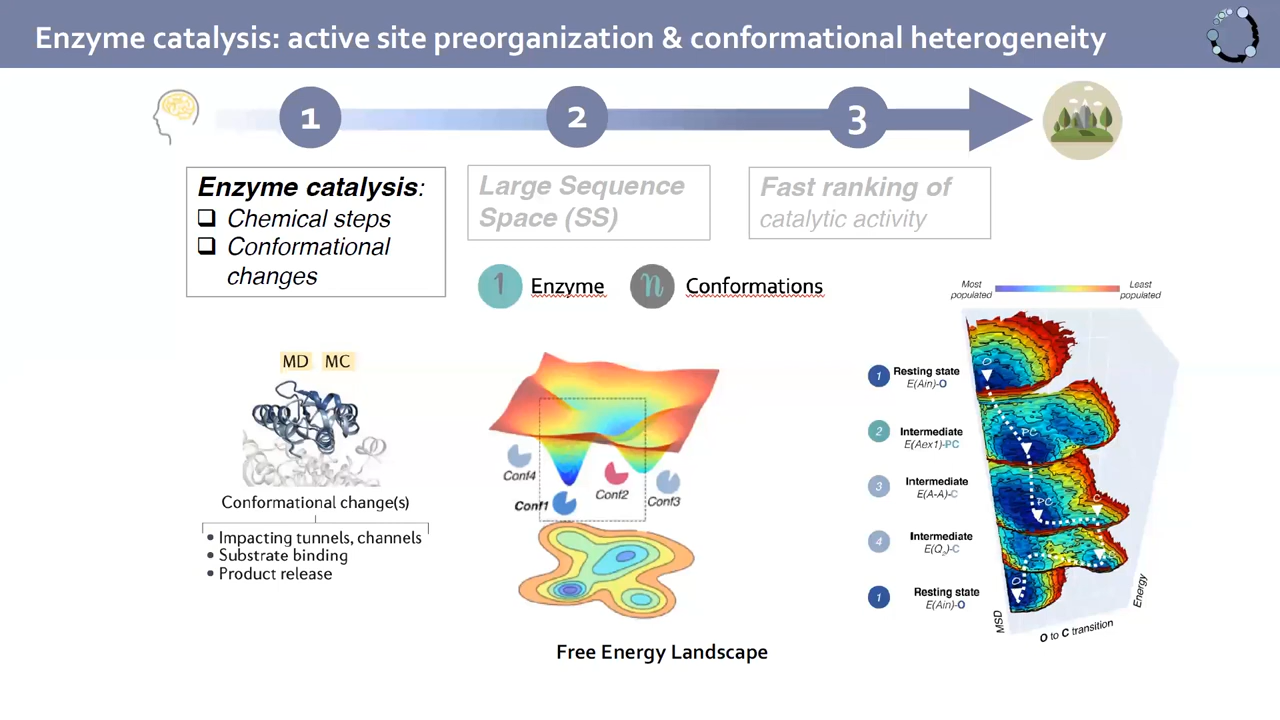 Enzyme catalysis: active site preorganization & conformational heterogeneity
1
2
3
Enzyme catalysis:
❑ Chemical steps
❑ Conformational
changes
Large Sequence
Space (SS)
Fast ranking of
catalytic activity
1 Enzyme
n Conformations
MD MC
Conformational change(s)
• Impacting tunnels, channels
• Substrate binding
• Product release
Conf4
Conf1
Conf2
Conf3
Free Energy Landscape
Most
populated
Least
populated
1 Resting state
E(Ain)-O
2 Intermediate
E(Aex1)-PC
3 Intermediate
E(A-A)-C
4 Intermediate
E(Q₂)-C
1 Resting state
E(Ain)-O
O
PC
PC
C
O
MSD
O to C transition
Energy